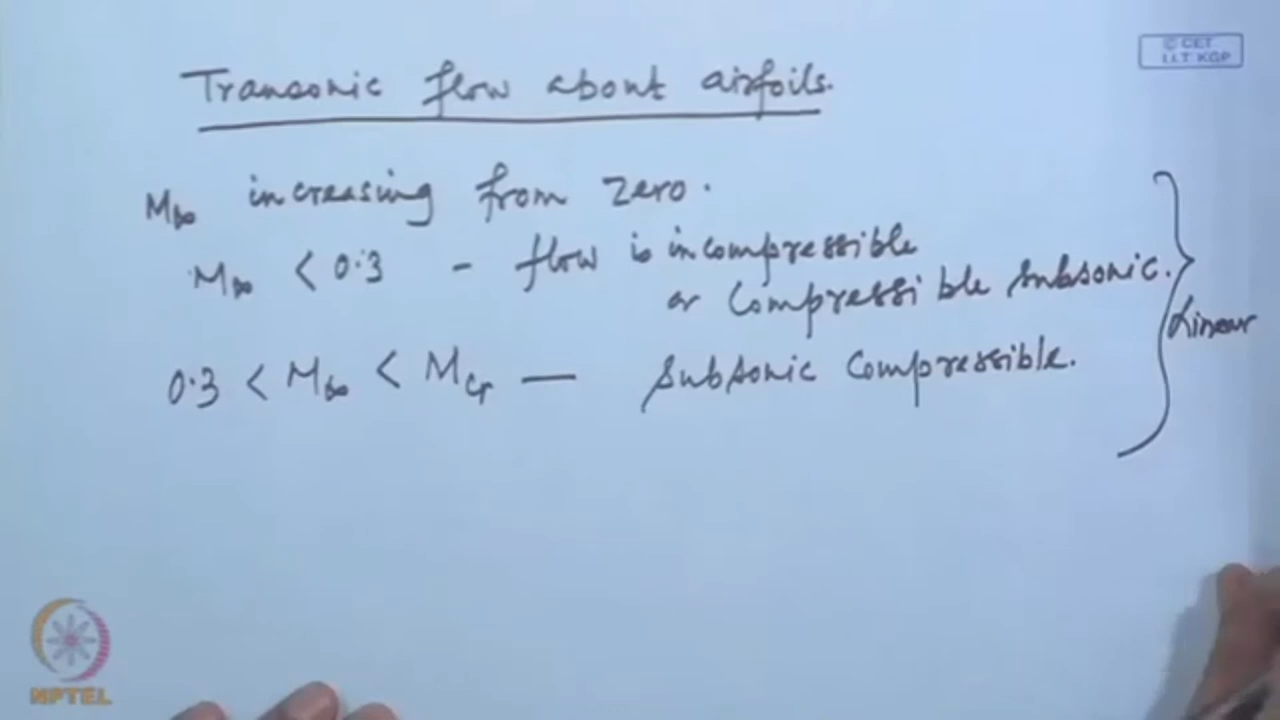 © CET
I.I.T KGP
Transonic flow about airfoils.
M∞ increasing from zero.
M∞ < 0.3 - flow is incompressible
or compressible subsonic.
Linear
0.3 < M∞ < Mcr — Subsonic Compressible.
NPTEL